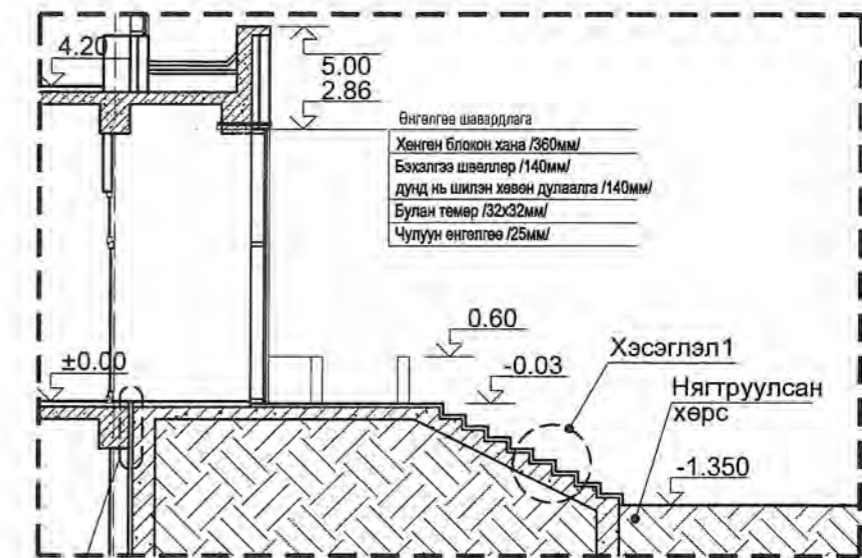 4.20
5.00
2.86
Өнгөлгөө шавардлага
Хөнгөн блокон хана /360мм/
Бэхэлгээ швеллер /140мм/
дунд нь шилэн хөвөн дулаалга /140мм/
Булан төмөр /32х32мм/
Чулуун өнгөлгөө /25мм/
0.60
±0.00
-0.03
Хэсэглэл1
Нягтруулсан
хөрс
-1.350